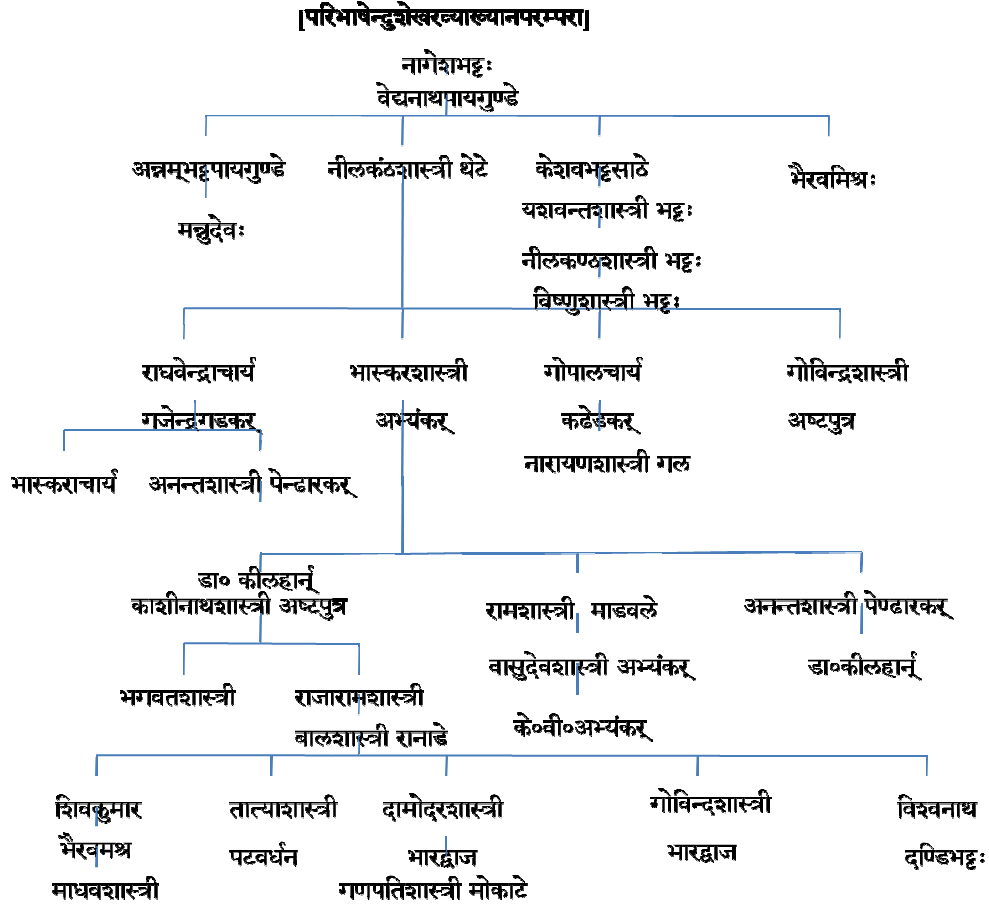 [परिभाषेन्दुशेखरव्याख्यानपरम्परा]
नागेशभट्टः
वेद्यनाथपायगुण्डे
अन्नम्भट्टपायगुण्डे नीलकंठशास्त्री थेटे केशवभट्टसाठे भैरवमिश्रः
यशवन्तशास्त्री भट्टः
मन्नुदेवः
नीलकण्ठशास्त्री भट्टः
विष्णुशास्त्री भट्टः
राघवेन्द्राचार्य भास्करशास्त्री गोपालचार्य गोविन्द्रशास्त्री
गजेन्द्रगडकर् अभ्यंकर् कढेडकर् अष्टपुत्र
नारायणशास्त्री गल
भास्कराचार्य अनन्तशास्त्री पेन्ढारकर्
डा० कीलहार्न्
काशीनाथशास्त्री अष्टपुत्र रामशास्त्री माडवले अनन्तशास्त्री पेण्ढारकर्
वासुदेवशास्त्री अभ्यंकर् डा०कीलहार्न्
भगवतशास्त्री राजारामशास्त्री
के०वी०अभ्यंकर्
बालशास्त्री रानाडे
शिवकुमार तात्याशास्त्री दामोदरशास्त्री गोविन्दशास्त्री विश्वनाथ
भैरवमश्र पटवर्धन भारद्वाज भारद्वाज दण्डिभट्टः
माधवशास्त्री गणपतिशास्त्री मोकाटे